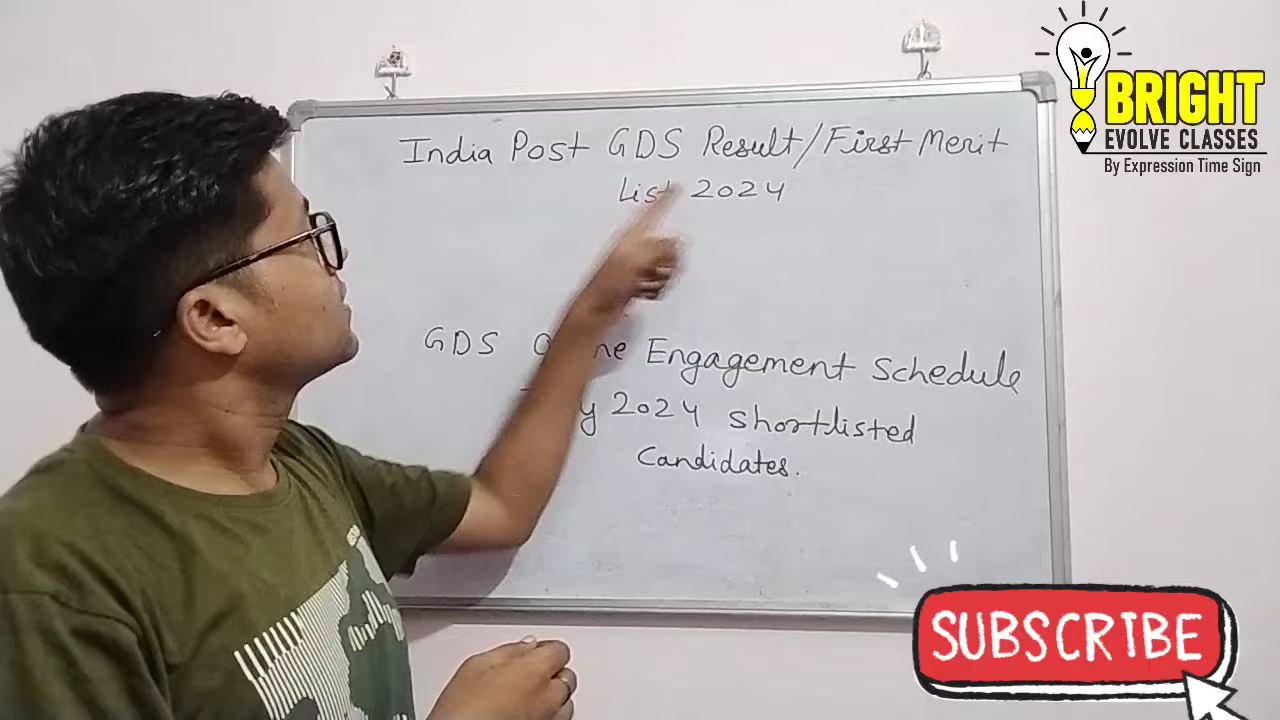 India Post GDS Result/First Merit
List 2024
GDS Engagement Schedule
2024 Shortlisted
Candidates.
BRIGHT
EVOLVE CLASSES
By Expression Time Sign
SUBSCRIBE